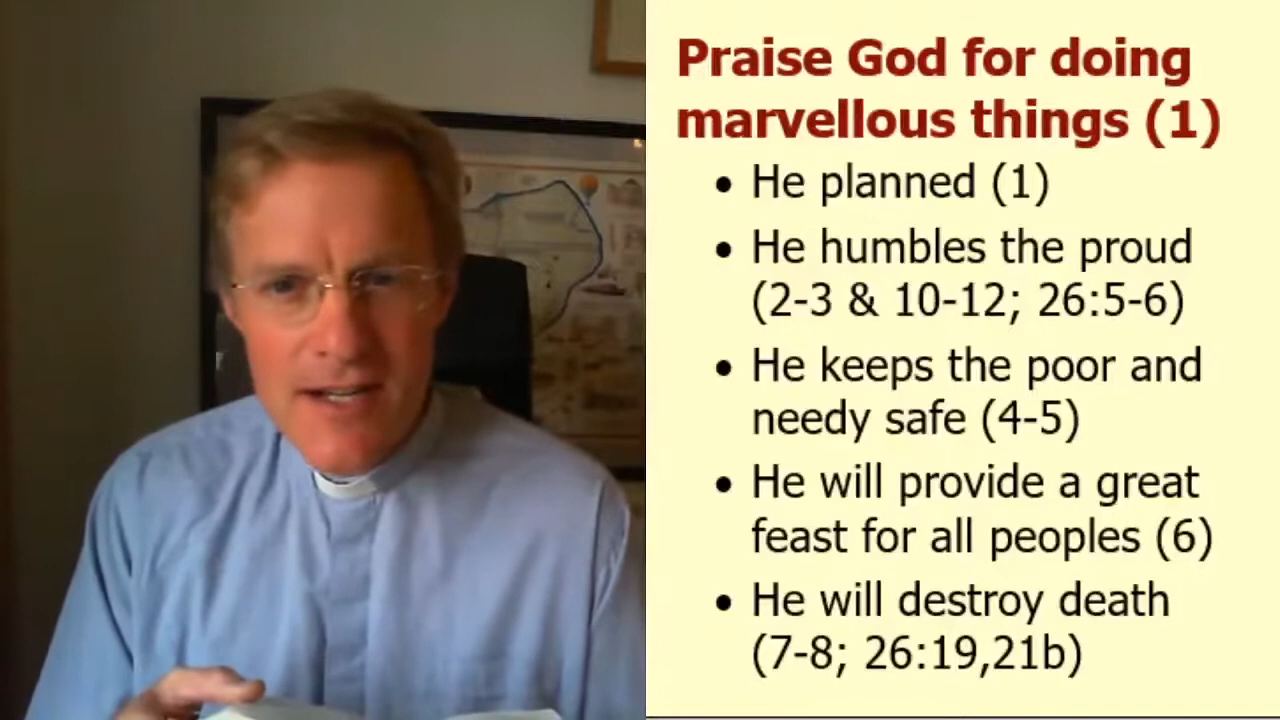 Praise God for doing
marvellous things (1)
• He planned (1)
• He humbles the proud
(2-3 & 10-12; 26:5-6)
• He keeps the poor and
needy safe (4-5)
• He will provide a great
feast for all peoples (6)
• He will destroy death
(7-8; 26:19,21b)